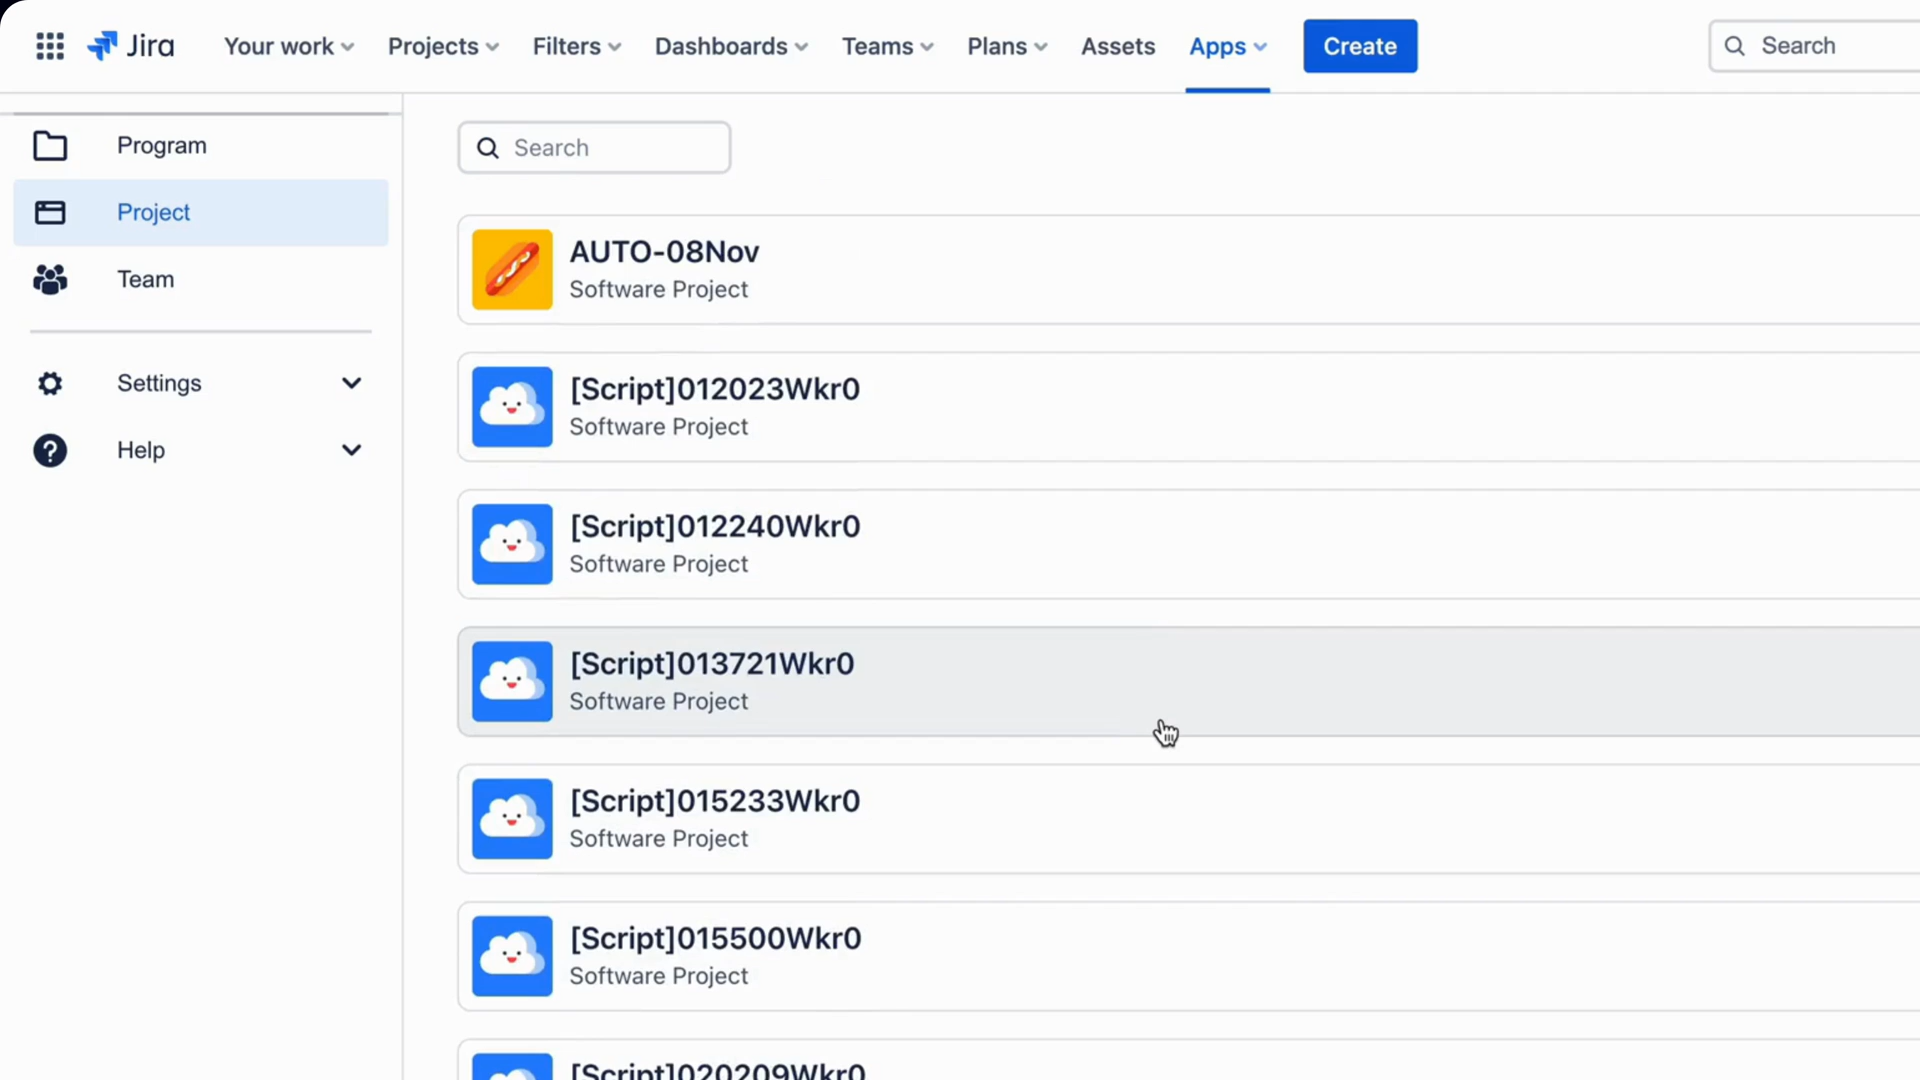 Jira Your work Projects Filters Dashboards Teams Plans Assets Apps Create Search
Program
Project
Team
Settings
Help
Search
AUTO-08Nov
Software Project
[Script]012023Wkr0
Software Project
[Script]012240Wkr0
Software Project
[Script]013721Wkr0
Software Project
[Script]015233Wkr0
Software Project
[Script]015500Wkr0
Software Project
[Script]020209Wkr0